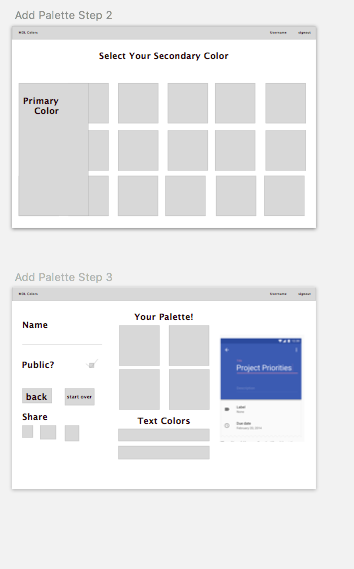 Add Palette Step 2
MDL Colors
Username
signout
Select Your Secondary Color
Primary
Color
Add Palette Step 3
MDL Colors
Username
signout
Your Palette!
Name
Public?
back
start over
Share
Text Colors
Project Priorities
Label
Due date